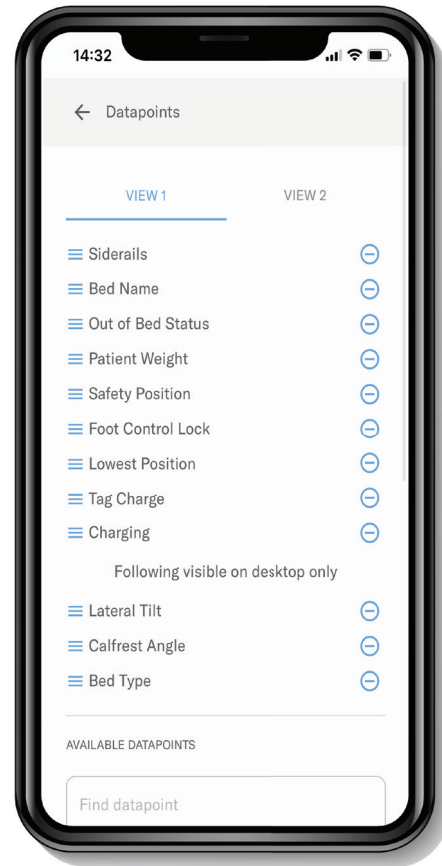 14:32
Datapoints
VIEW 1 VIEW 2
Siderails
Bed Name
Out of Bed Status
Patient Weight
Safety Position
Foot Control Lock
Lowest Position
Tag Charge
Charging
Following visible on desktop only
Lateral Tilt
Calfrest Angle
Bed Type
AVAILABLE DATAPOINTS
Find datapoint